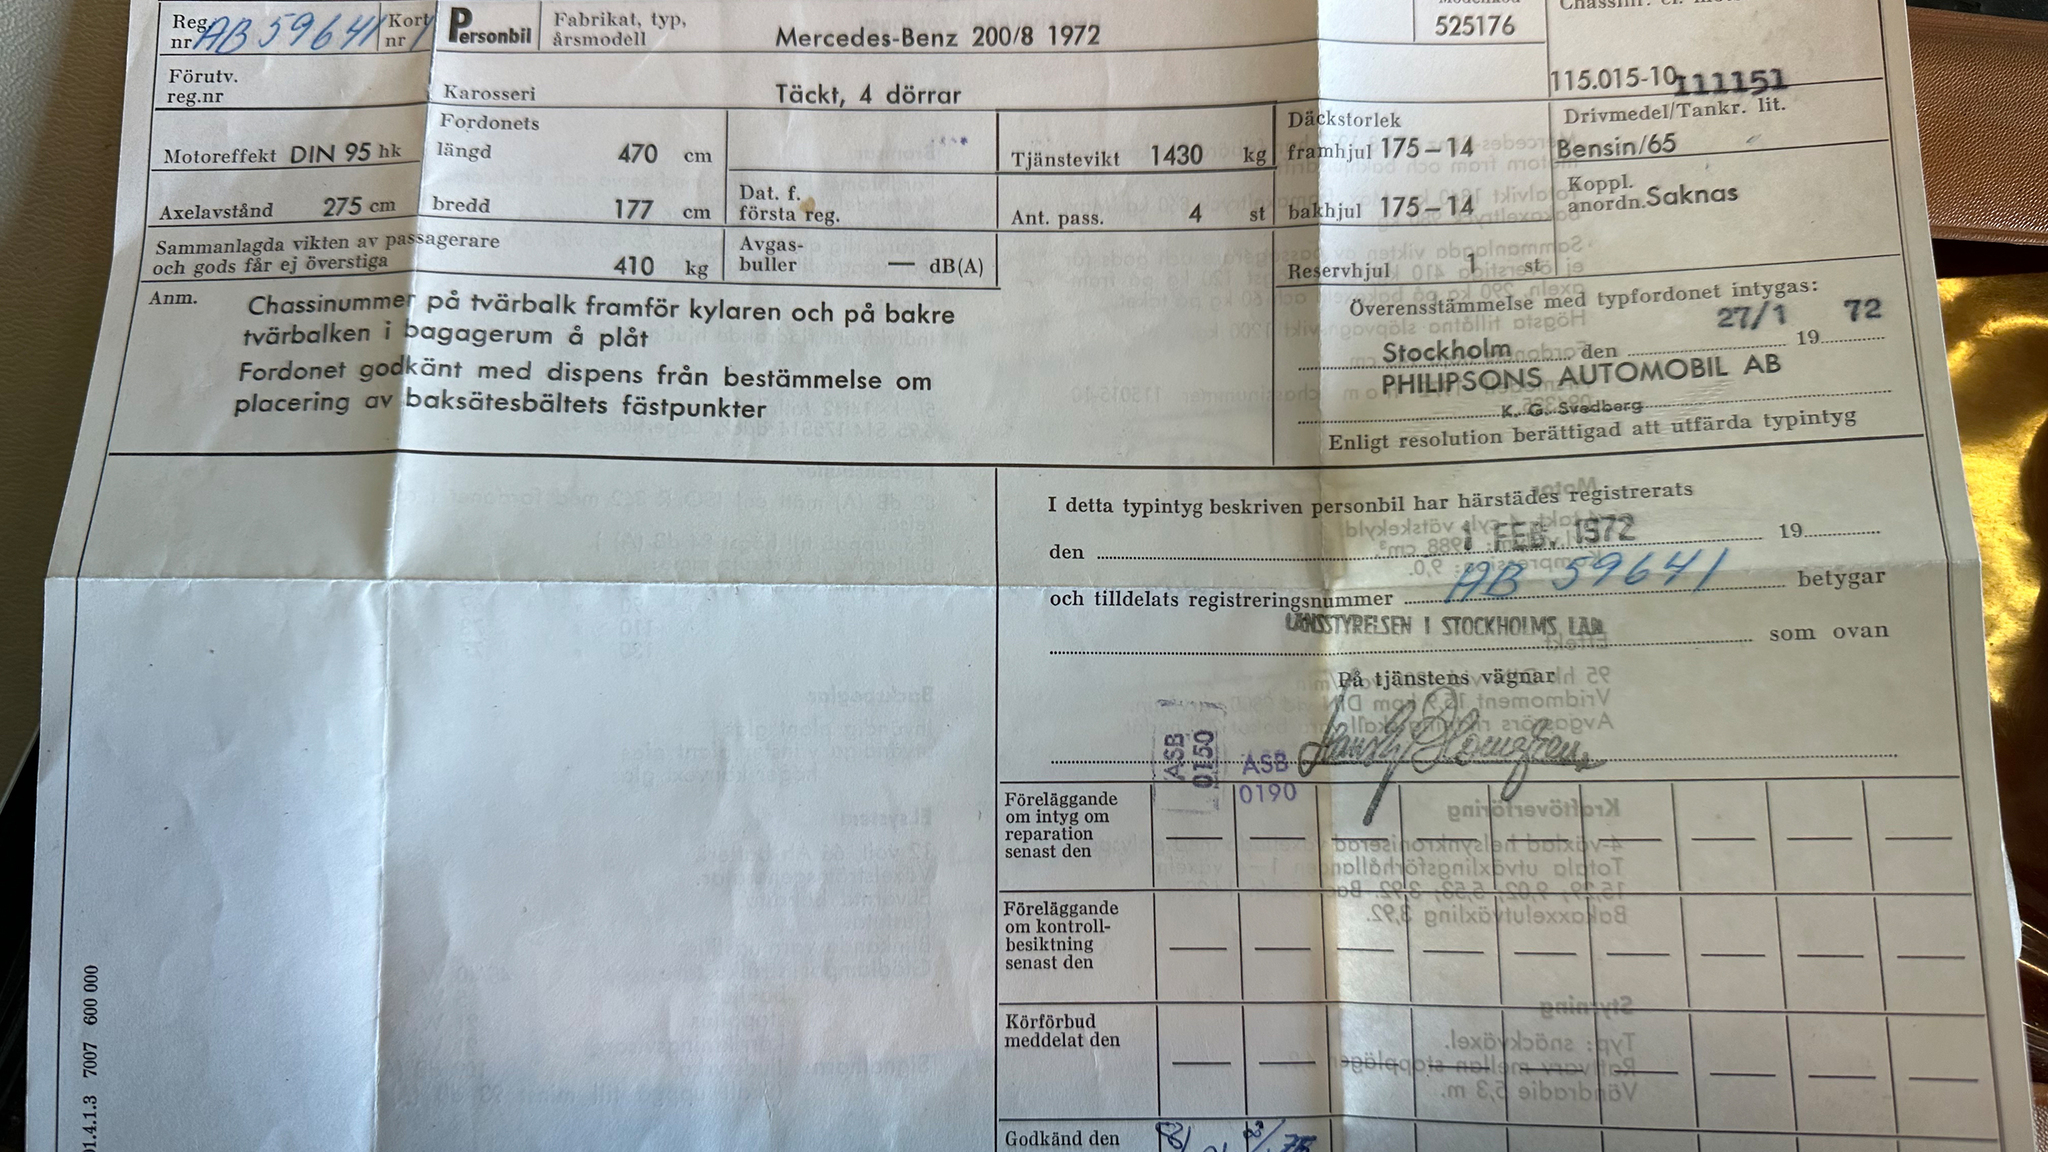 Reg. nr AB 59641 Kort nr 1 Personbil Fabrikat, typ, årsmodell Mercedes-Benz 200/8 1972 525176
Förutv. reg.nr
Karosseri Täckt, 4 dörrar
115.015-10 111151
Motoreffekt DIN 95 hk
Fordonets längd 470 cm
Tjänstevikt 1430 kg
Däckstorlek framhjul 175-14
Drivmedel/Tankr. lit. Bensin/65
Axelavstånd 275 cm
bredd 177 cm
Dat. f. första reg.
Ant. pass. 4 st
bakhjul 175-14
Koppl. anordn. Saknas
Sammanlagda vikten av passagerare
och gods får ej överstiga 410 kg
Avgas-
buller — dB(A)
Reservhjul 1 st
Anm. Chassinummer på tvärbalk framför kylaren och på bakre
tvärbalken i bagagerum å plåt
Fordonet godkänt med dispens från bestämmelse om
placering av baksätesbältets fästpunkter
Överensstämmelse med typfordonet intygas:
Stockholm den 27/1 19 72
PHILIPSONS AUTOMOBIL AB
K. G. Svedberg
Enligt resolution berättigad att utfärda typintyg
I detta typintyg beskriven personbil har härstädes registrerats
den 1 FEB. 1972 19
och tilldelats registreringsnummer AB 59641 betygar
LÄNSSTYRELSEN I STOCKHOLMS LÄN som ovan
På tjänstens vägnar
ASB
0150
ASB
0190
Föreläggande
om intyg om
reparation
senast den
Föreläggande
om kontroll-
besiktning
senast den
Körförbud
meddelat den
Godkänd den
01.4.1.3 7007 600 000